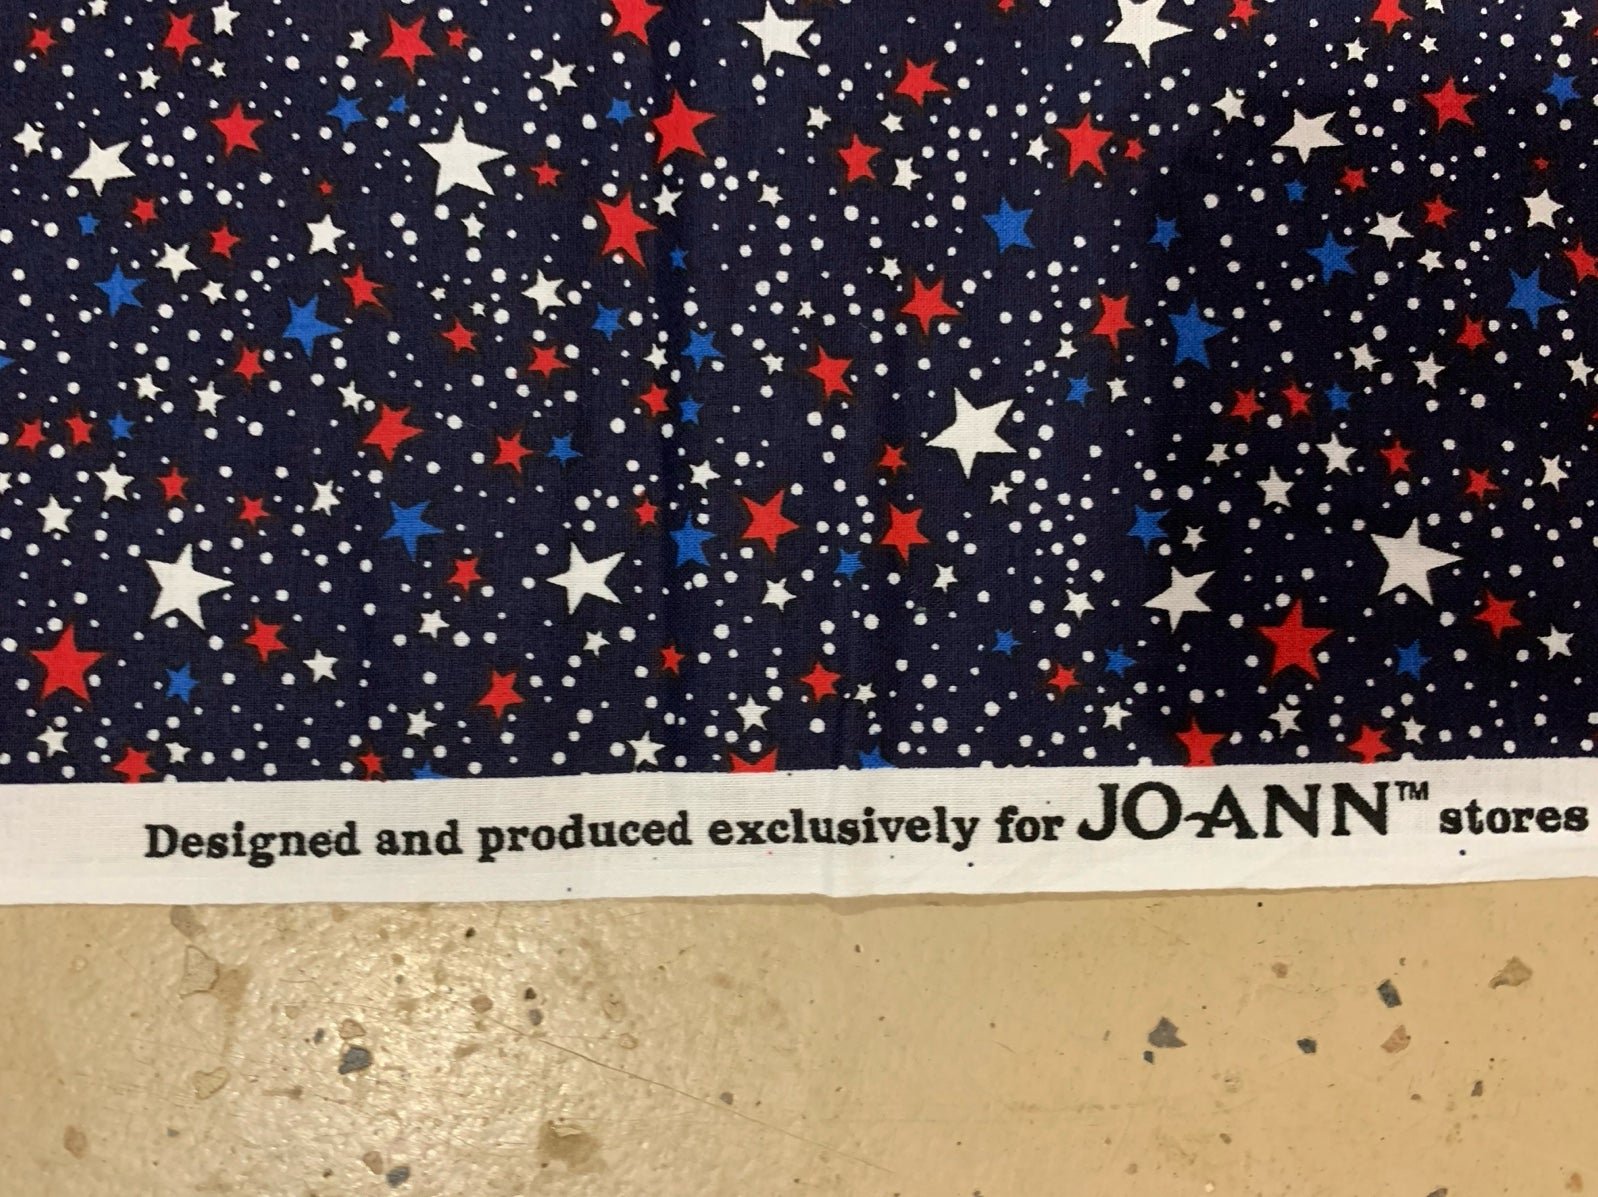 Designed and produced exclusively for JO-ANN™ stores